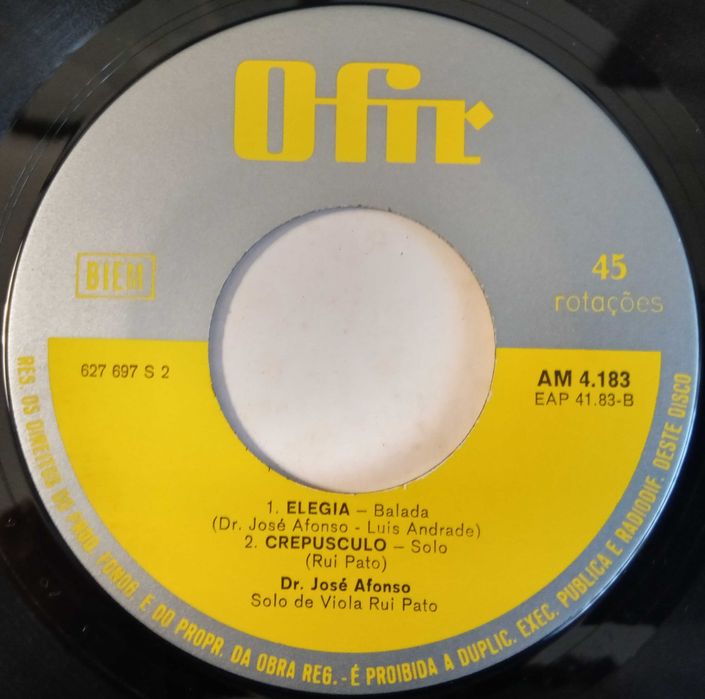 Ofir
BIEM
45
rotações
627 697 S 2
AM 4.183
EAP 41.83-B
1. ELEGIA – Balada
(Dr. José Afonso - Luis Andrade)
2. CREPUSCULO – Solo
(Rui Pato)
Dr. José Afonso
Solo de Viola Rui Pato
RES. OS DIREITOS DO PROD. FONOGR. E DO PROPR. DA OBRA REG. - É PROIBIDA A DUPLIC. EXEC. PUBLICA E RADIODIF. DESTE DISCO